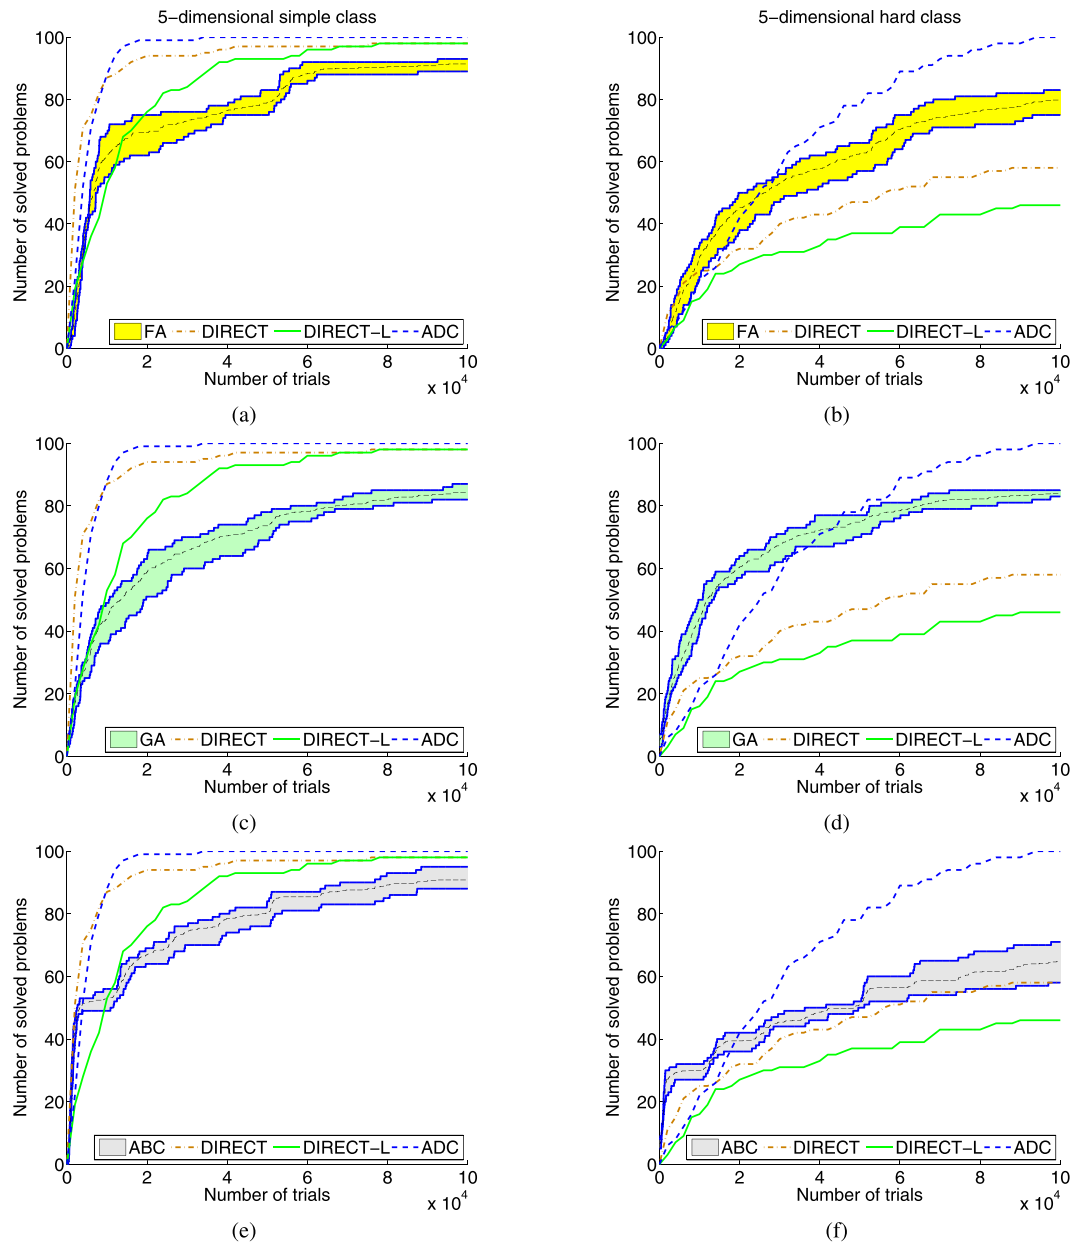 5−dimensional simple class
100
80
60
40
20
0
Number of solved problems
FA DIRECT DIRECT−L ADC
0 2 4 6 8 10
Number of trials
x 10^4
(a)
5−dimensional hard class
100
80
60
40
20
0
Number of solved problems
FA DIRECT DIRECT−L ADC
0 2 4 6 8 10
Number of trials
x 10^4
(b)
100
80
60
40
20
0
Number of solved problems
GA DIRECT DIRECT−L ADC
0 2 4 6 8 10
Number of trials
x 10^4
(c)
100
80
60
40
20
0
Number of solved problems
GA DIRECT DIRECT−L ADC
0 2 4 6 8 10
Number of trials
x 10^4
(d)
100
80
60
40
20
0
Number of solved problems
ABC DIRECT DIRECT−L ADC
0 2 4 6 8 10
Number of trials
x 10^4
(e)
100
80
60
40
20
0
Number of solved problems
ABC DIRECT DIRECT−L ADC
0 2 4 6 8 10
Number of trials
x 10^4
(f)